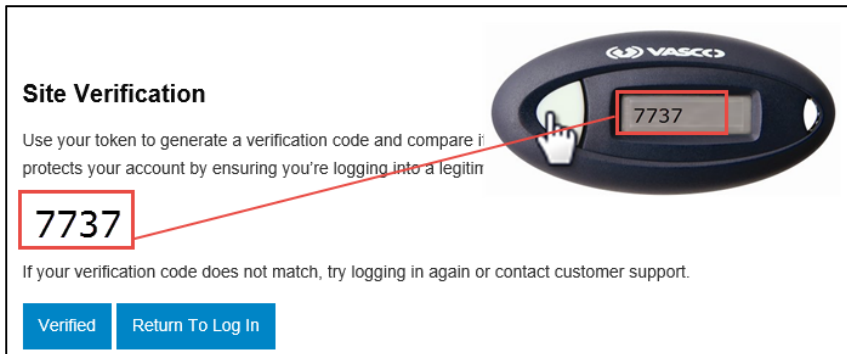 VASCO
7737
Site Verification
Use your token to generate a verification code and compare i
protects your account by ensuring you're logging into a legitim
7737
If your verification code does not match, try logging in again or contact customer support.
Verified
Return To Log In